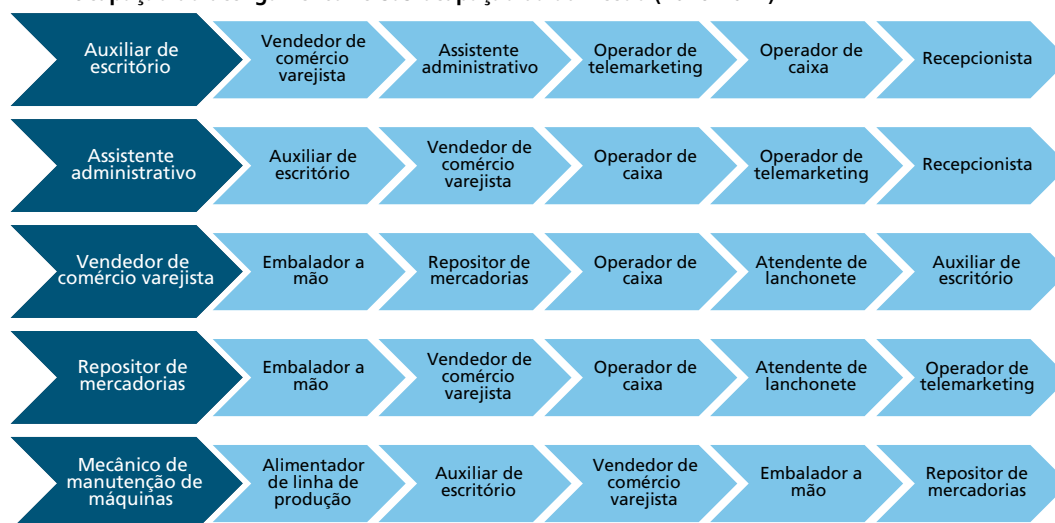 Auxiliar de
escritório
Vendedor de
comércio
varejista
Assistente
administrativo
Operador de
telemarketing
Operador de
caixa
Recepcionista
Assistente
administrativo
Auxiliar de
escritório
Vendedor de
comércio
varejista
Operador de
caixa
Operador de
telemarketing
Recepcionista
Vendedor de
comércio varejista
Embalador a
mão
Repositor de
mercadorias
Operador de
caixa
Atendente de
lanchonete
Auxiliar de
escritório
Repositor de
mercadorias
Embalador a
mão
Vendedor de
comércio
varejista
Operador de
caixa
Atendente de
lanchonete
Operador de
telemarketing
Mecânico de
manutenção de
máquinas
Alimentador
de linha de
produção
Auxiliar de
escritório
Vendedor de
comércio
varejista
Embalador a
mão
Repositor de
mercadorias